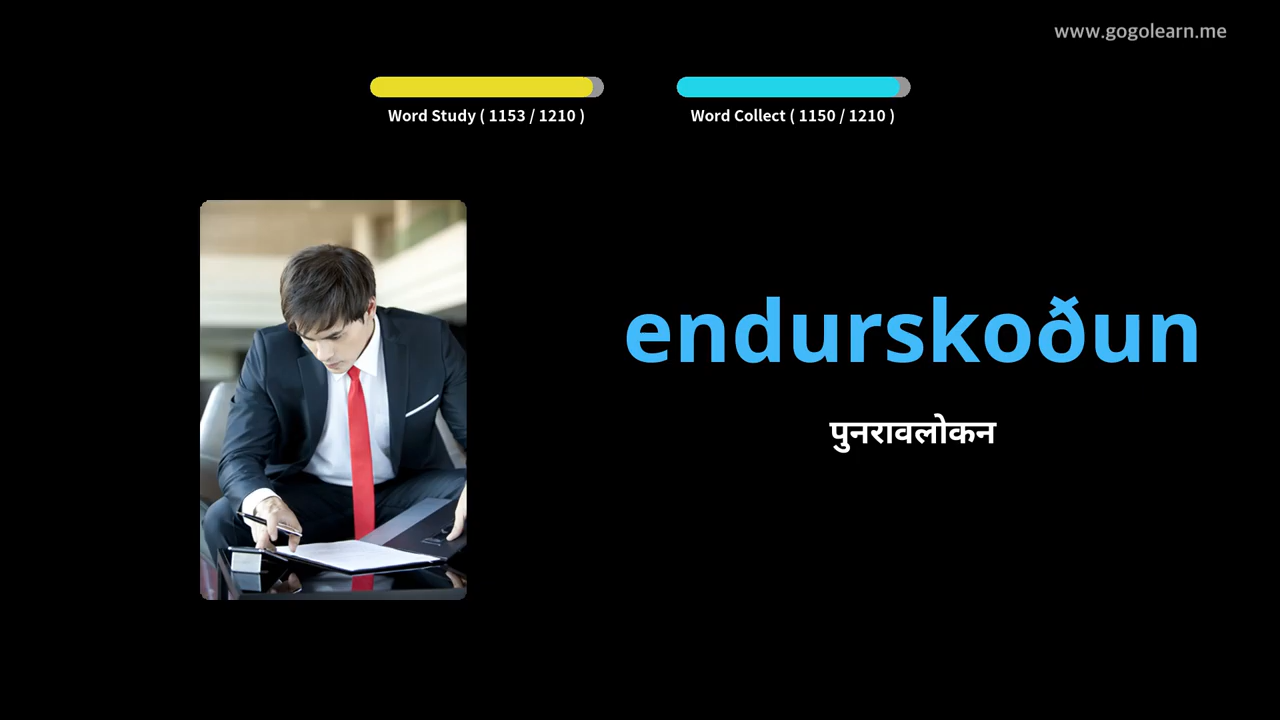 www.gogolearn.me
Word Study ( 1153 / 1210 )
Word Collect ( 1150 / 1210 )
endurskoðun
पुनरावलोकन